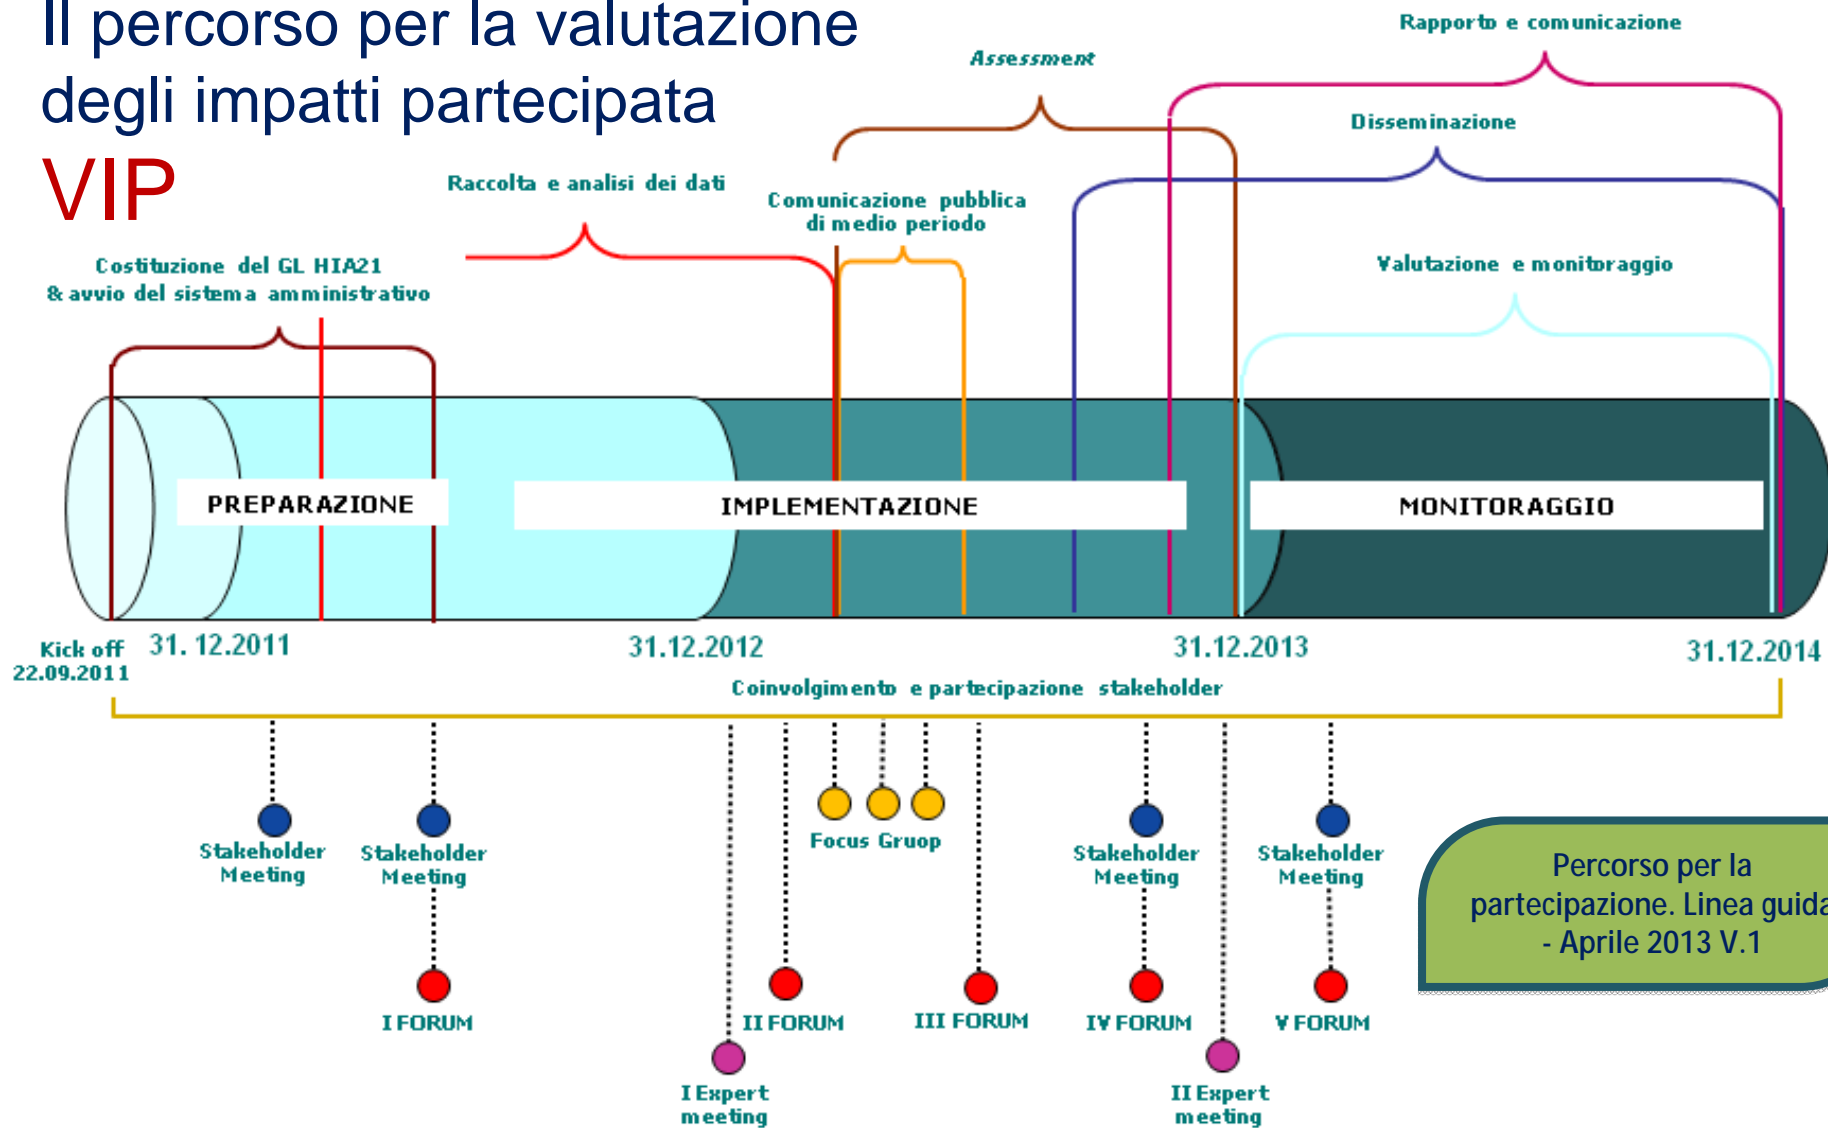 Il percorso per la valutazione
degli impatti partecipata
VIP
Rapporto e comunicazione
Assessment
Disseminazione
Raccolta e analisi dei dati
Comunicazione pubblica
di medio periodo
Costituzione del GL HIA21
& avvio del sistema amministrativo
Valutazione e monitoraggio
PREPARAZIONE
IMPLEMENTAZIONE
MONITORAGGIO
Kick off
22.09.2011
31.12.2011
31.12.2012
31.12.2013
31.12.2014
Coinvolgimento e partecipazione stakeholder
Stakeholder
Meeting
Stakeholder
Meeting
Focus Gruop
Stakeholder
Meeting
Stakeholder
Meeting
I FORUM
II FORUM
III FORUM
IV FORUM
V FORUM
I Expert
meeting
II Expert
meeting
Percorso per la
partecipazione. Linea guida
- Aprile 2013 V.1